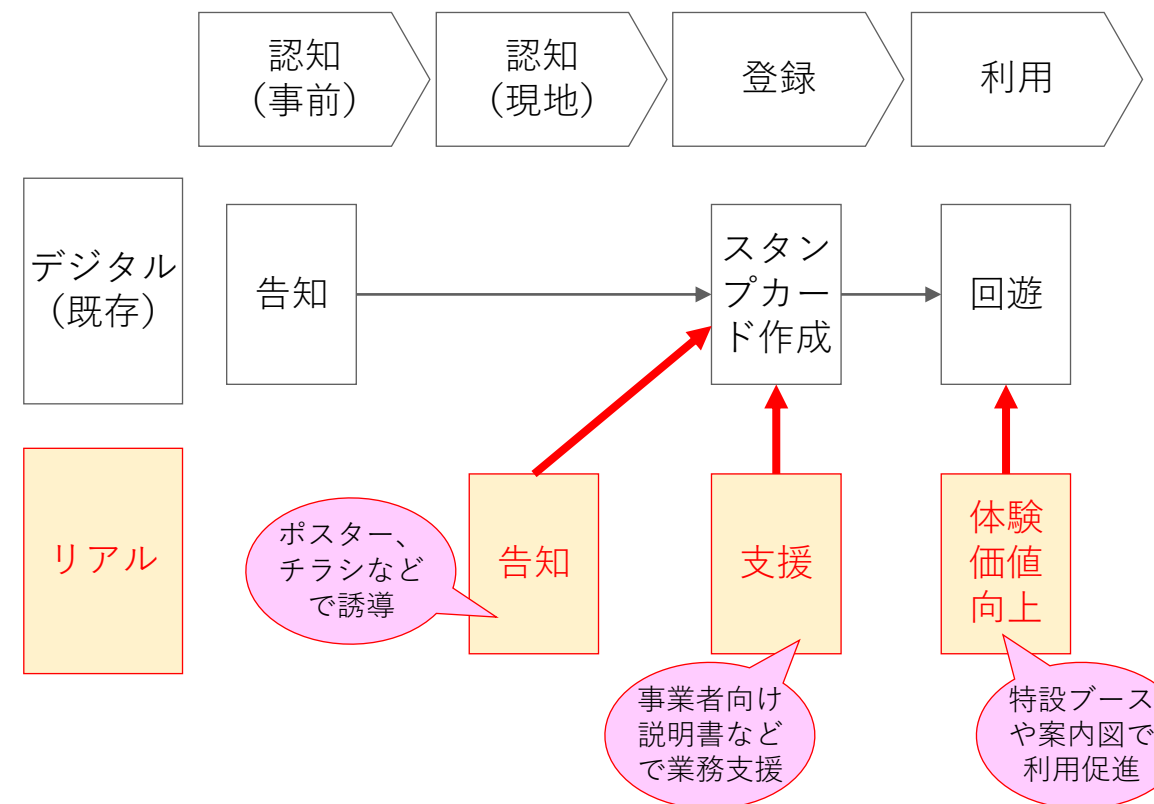 認知
（事前）
認知
（現地）
登録
利用
デジタル
（既存）
告知
スタン
プカー
ド作成
回遊
リアル
ポスター、
チラシなど
で誘導
告知
支援
体験
価値
向上
事業者向け
説明書など
で業務支援
特設ブース
や案内図で
利用促進